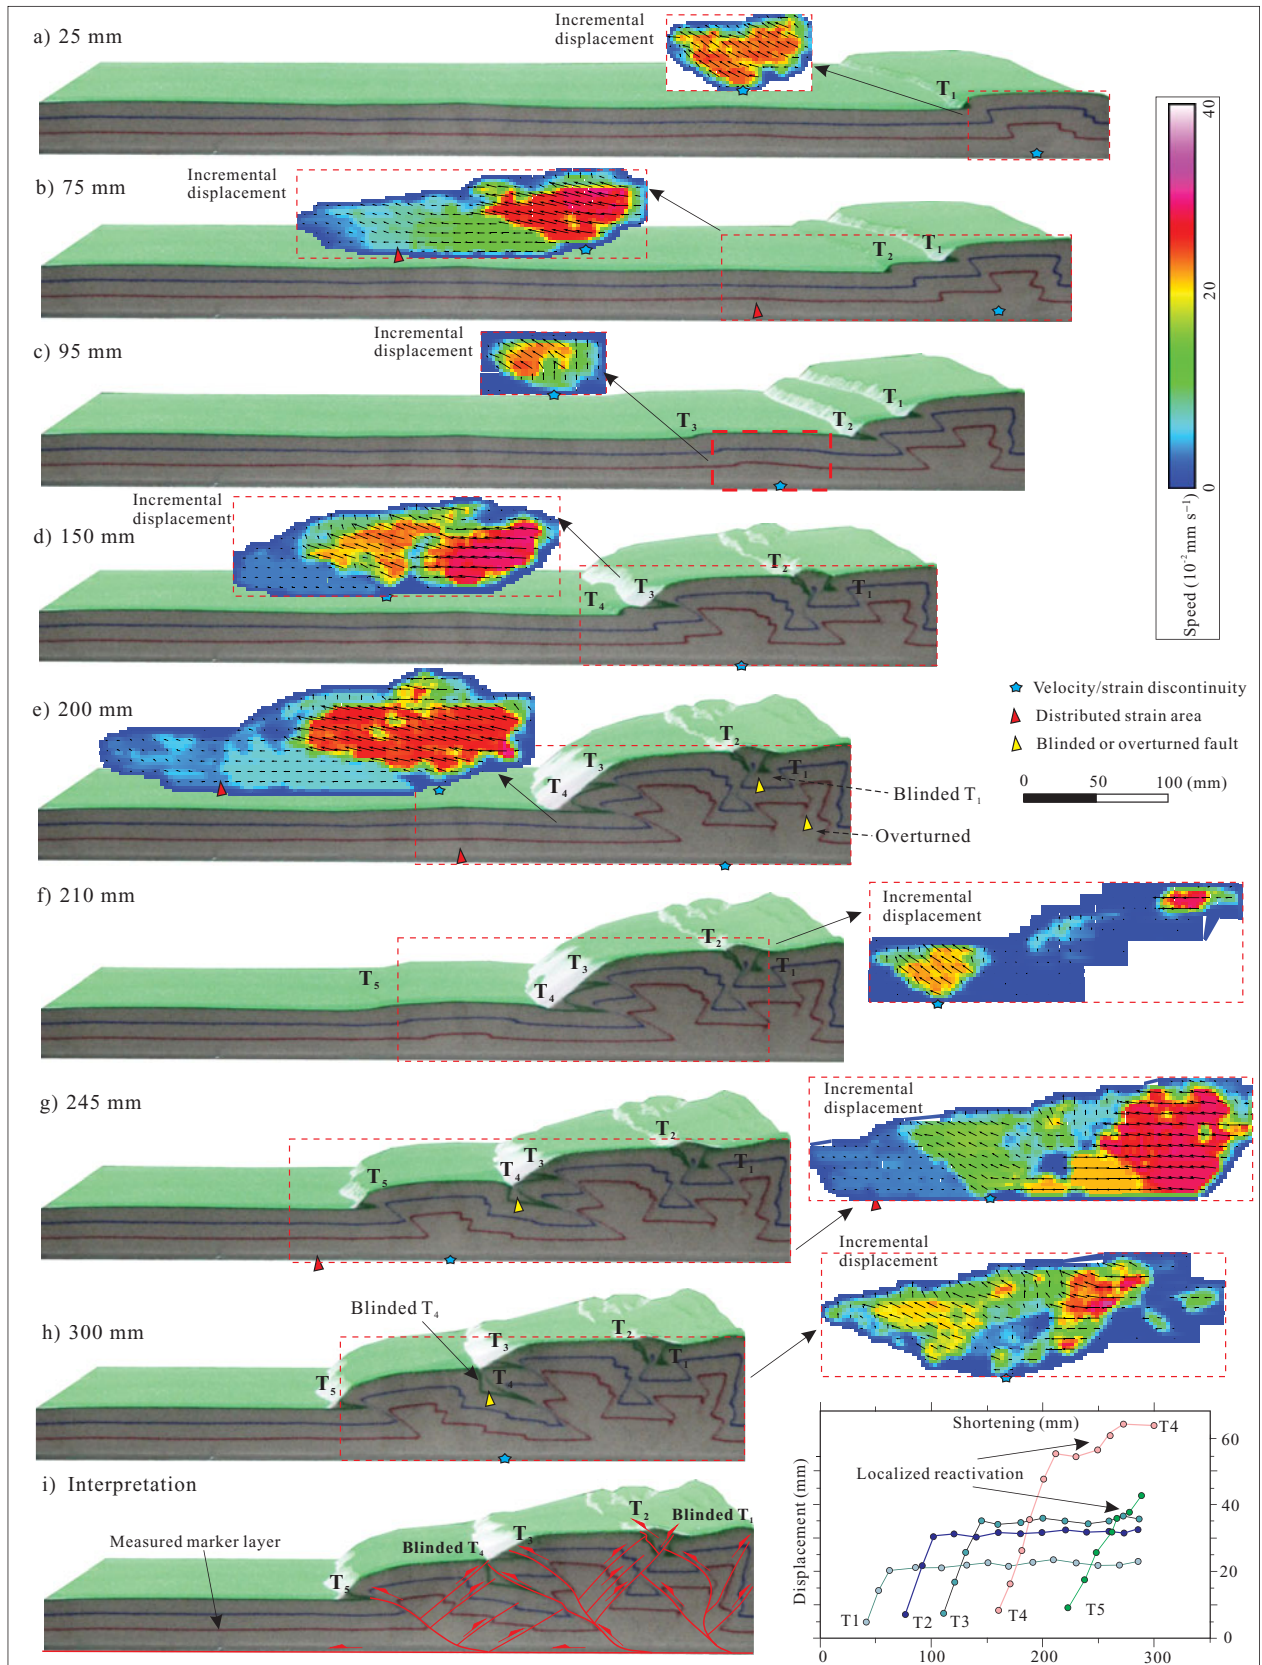 a) 25 mm
Incremental
displacement
T1
b) 75 mm
Incremental
displacement
T2
T1
c) 95 mm
Incremental
displacement
T3
T2
T1
d) 150 mm
Incremental
displacement
T4
T3
T2
T1
40
20
0
Speed (10⁻² mm s⁻¹)
e) 200 mm
T4
T3
T2
T1
Blinded T1
Overturned
Velocity/strain discontinuity
Distributed strain area
Blinded or overturned fault
0 50 100 (mm)
f) 210 mm
Incremental
displacement
T5
T4
T3
T2
T1
g) 245 mm
Incremental
displacement
T5
T4
T3
T2
T1
h) 300 mm
Incremental
displacement
Blinded T4
T5
T4
T3
T2
T1
i) Interpretation
Measured marker layer
T5
Blinded T4
T3
T2
Blinded T1
Shortening (mm)
T4
Localized reactivation
T1
T2
T3
T4
T5
Displacement (mm)
60
40
20
0
0 100 200 300